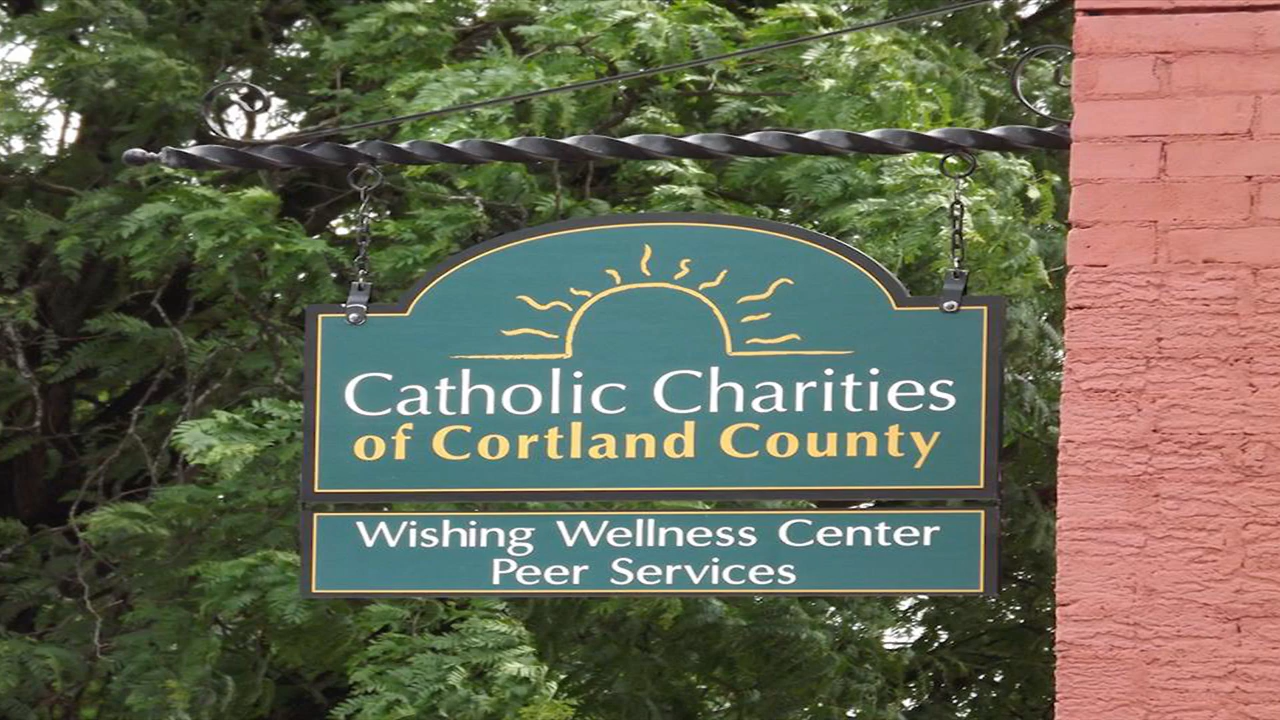 Catholic Charities
of Cortland County
Wishing Wellness Center
Peer Services